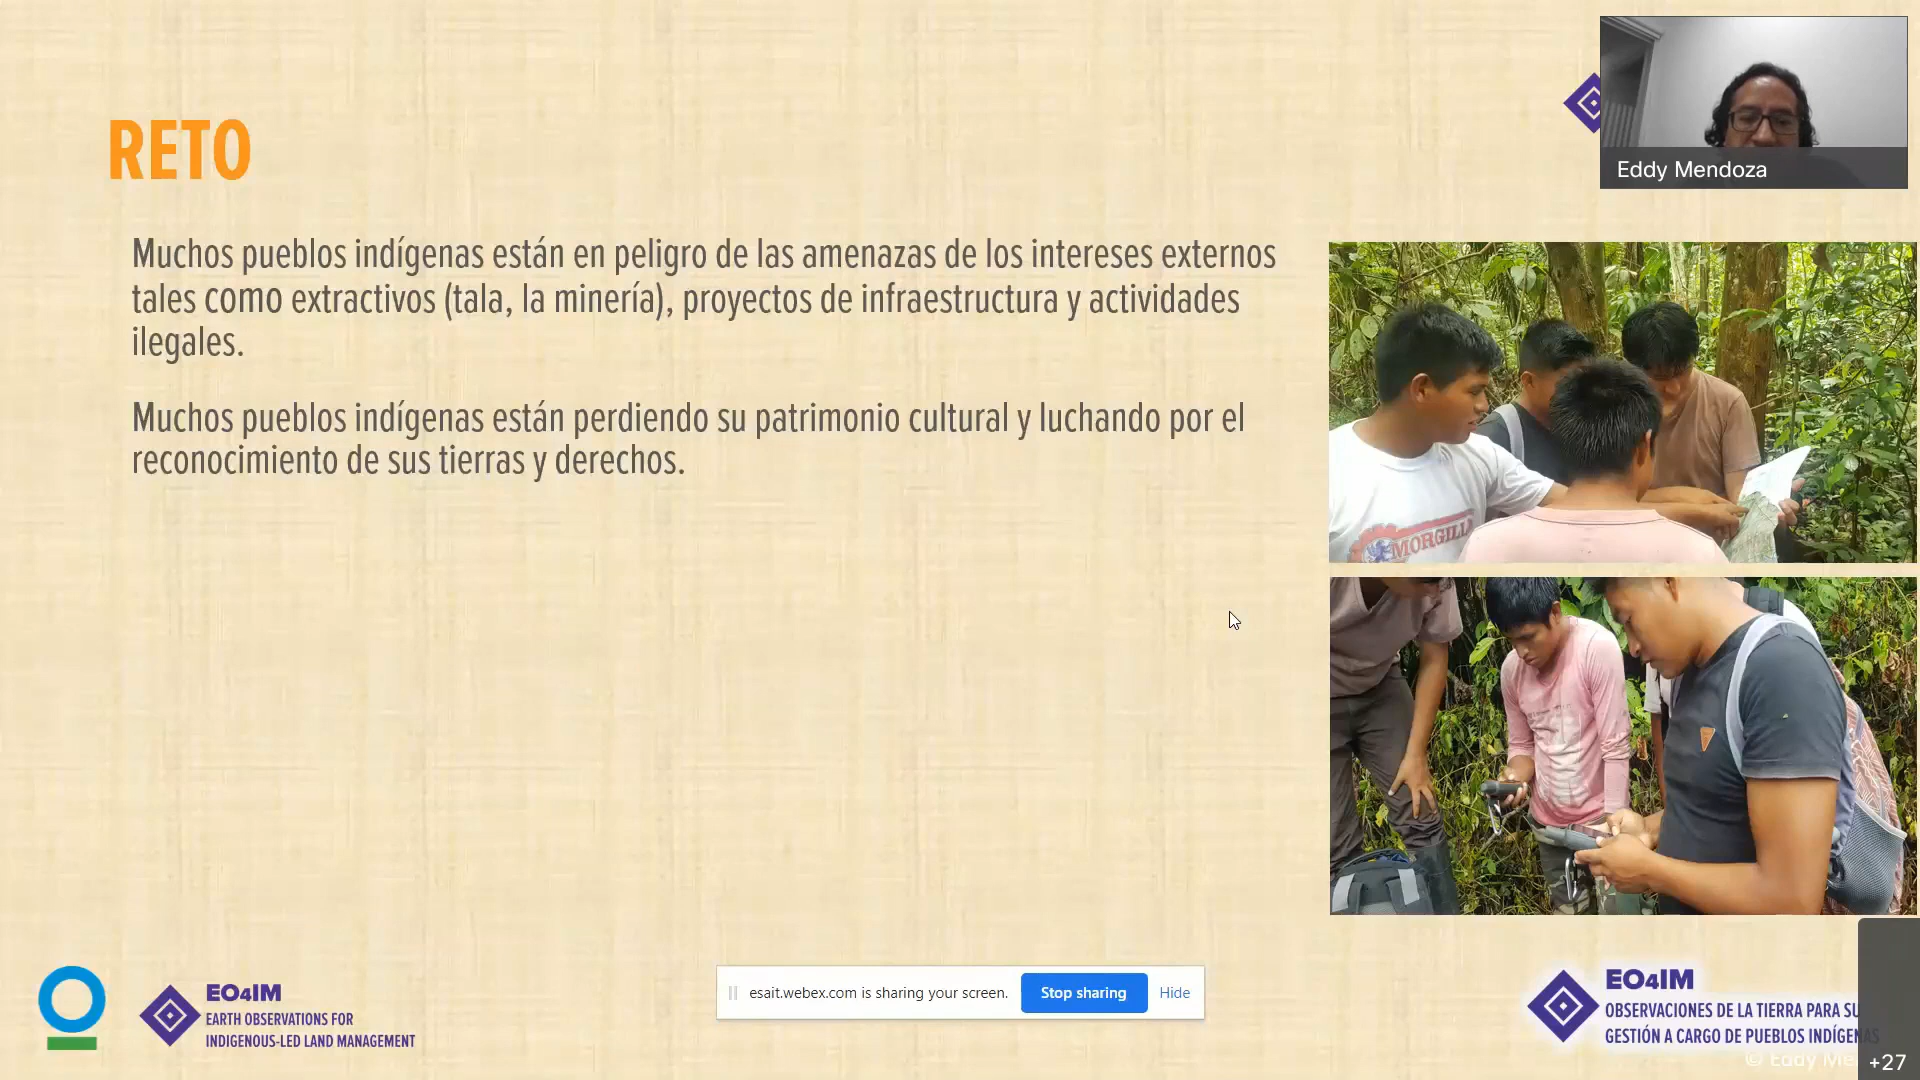 RETO
Eddy Mendoza
Muchos pueblos indígenas están en peligro de las amenazas de los intereses externos
tales como extractivos (tala, la minería), proyectos de infraestructura y actividades
ilegales.
Muchos pueblos indígenas están perdiendo su patrimonio cultural y luchando por el
reconocimiento de sus tierras y derechos.
MORGILL
EO4IM
EARTH OBSERVATIONS FOR
INDIGENOUS-LED LAND MANAGEMENT
esait.webex.com is sharing your screen.
Stop sharing
Hide
EO4IM
OBSERVACIONES DE LA TIERRA PARA SU
GESTIÓN A CARGO DE PUEBLOS INDÍGENAS
© Eddy Me
+27